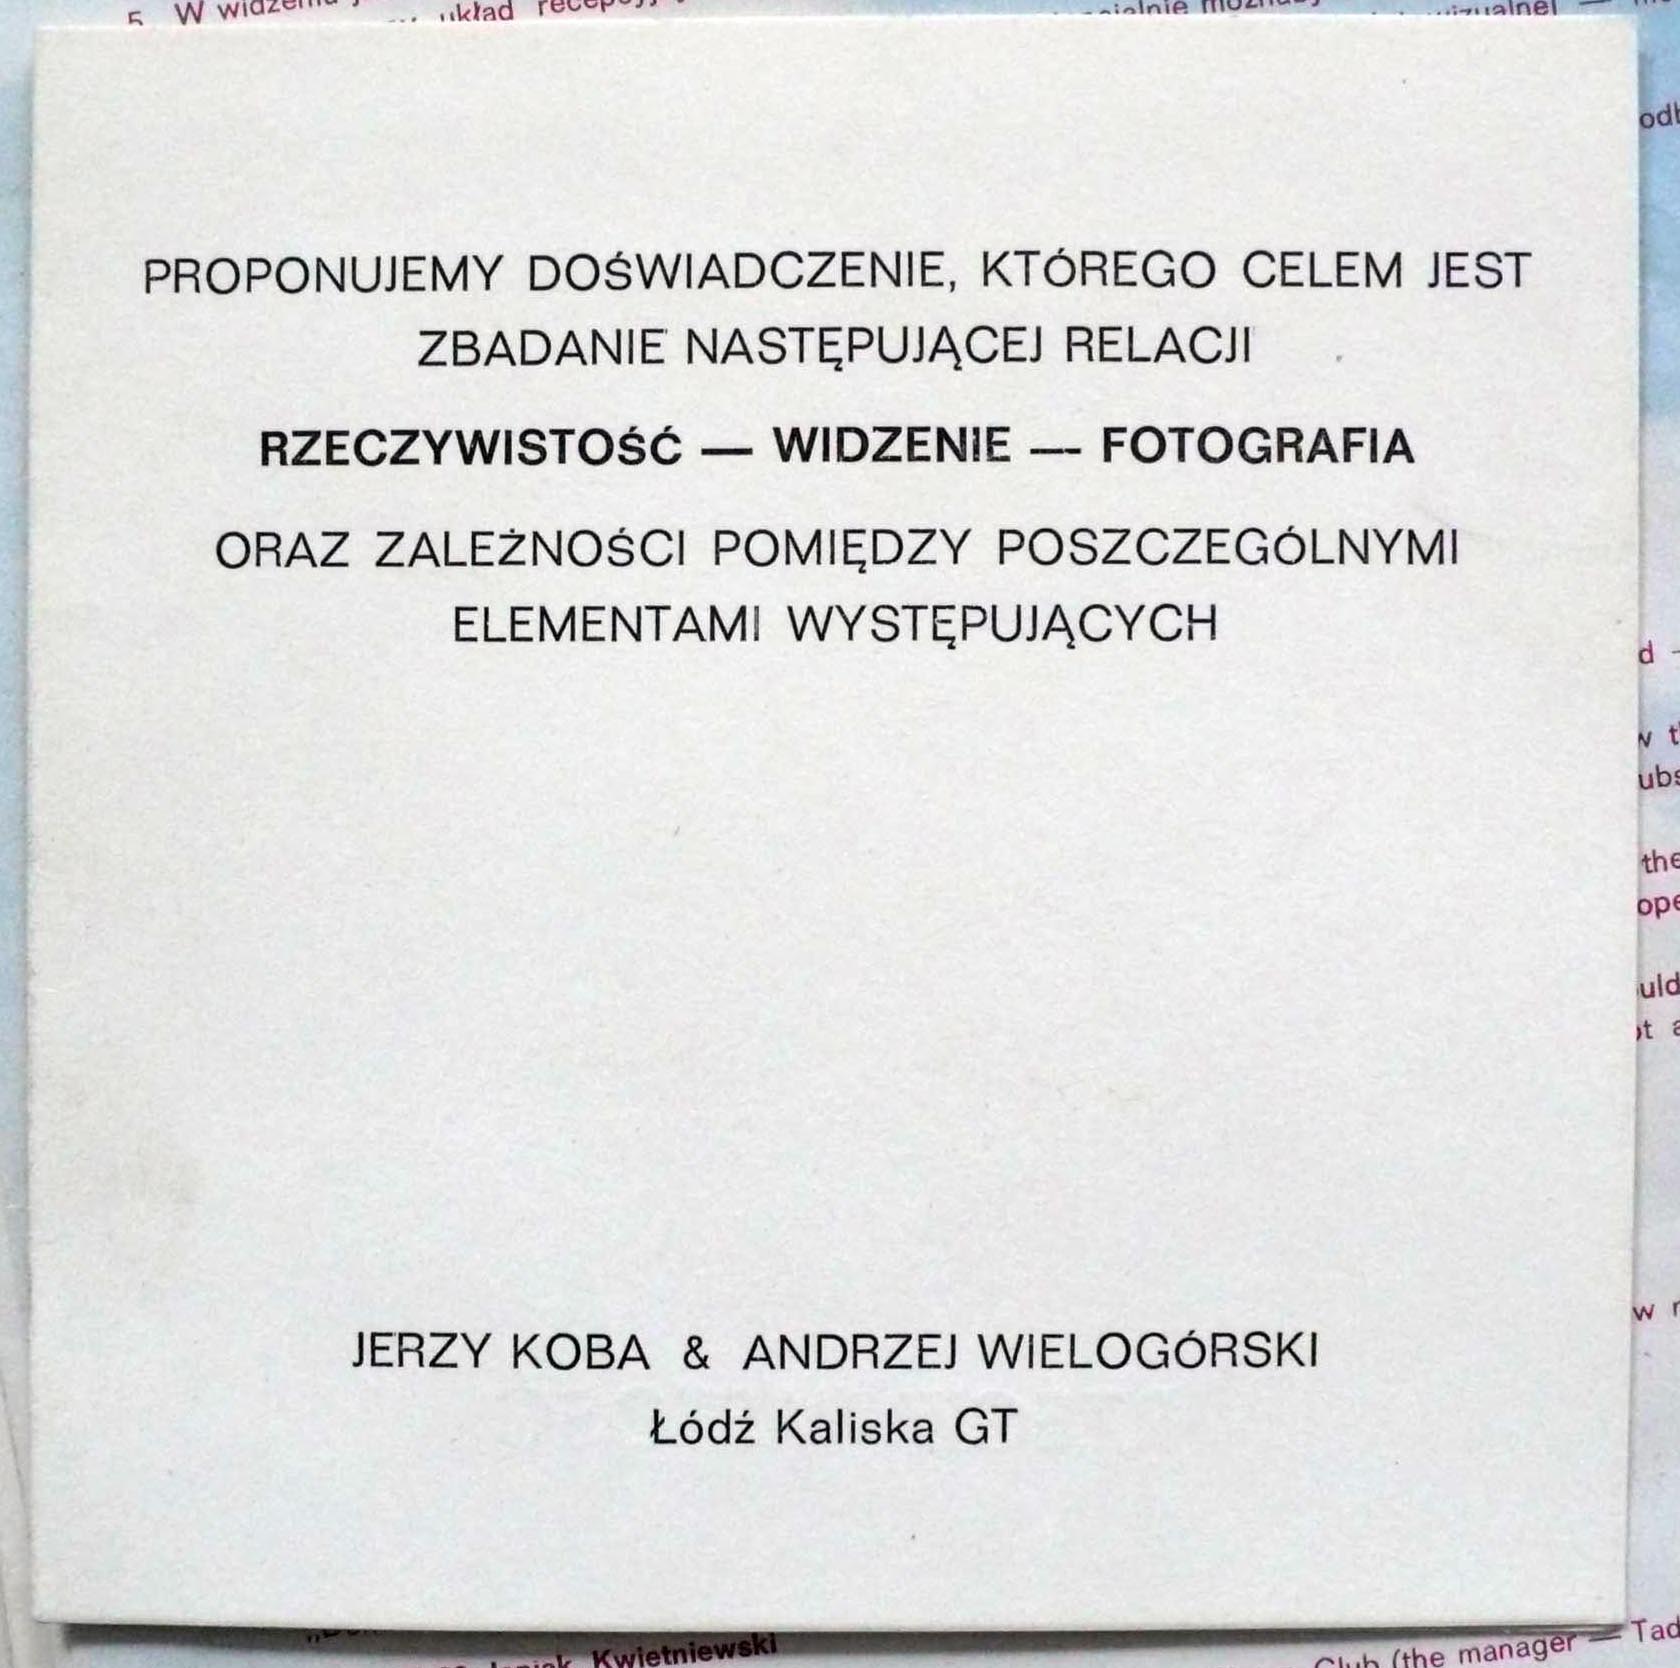 5. W
układ
PROPONUJEMY DOŚWIADCZENIE, KTÓREGO CELEM JEST
ZBADANIE NASTĘPUJĄCEJ RELACJI
RZECZYWISTOŚĆ — WIDZENIE — FOTOGRAFIA
ORAZ ZALEŻNOŚCI POMIĘDZY POSZCZEGÓLNYMI
ELEMENTAMI WYSTĘPUJĄCYCH
JERZY KOBA & ANDRZEJ WIELOGÓRSKI
Łódź Kaliska GT
Kwietniewski
Club (the manager — Tad